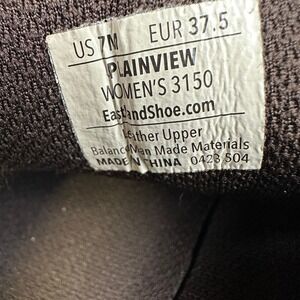 US 7M EUR 37.5
PLAINVIEW
WOMEN'S 3150
EastlandShoe.com
Leather Upper
Balance Man Made Materials
MADE IN CHINA 0423 504